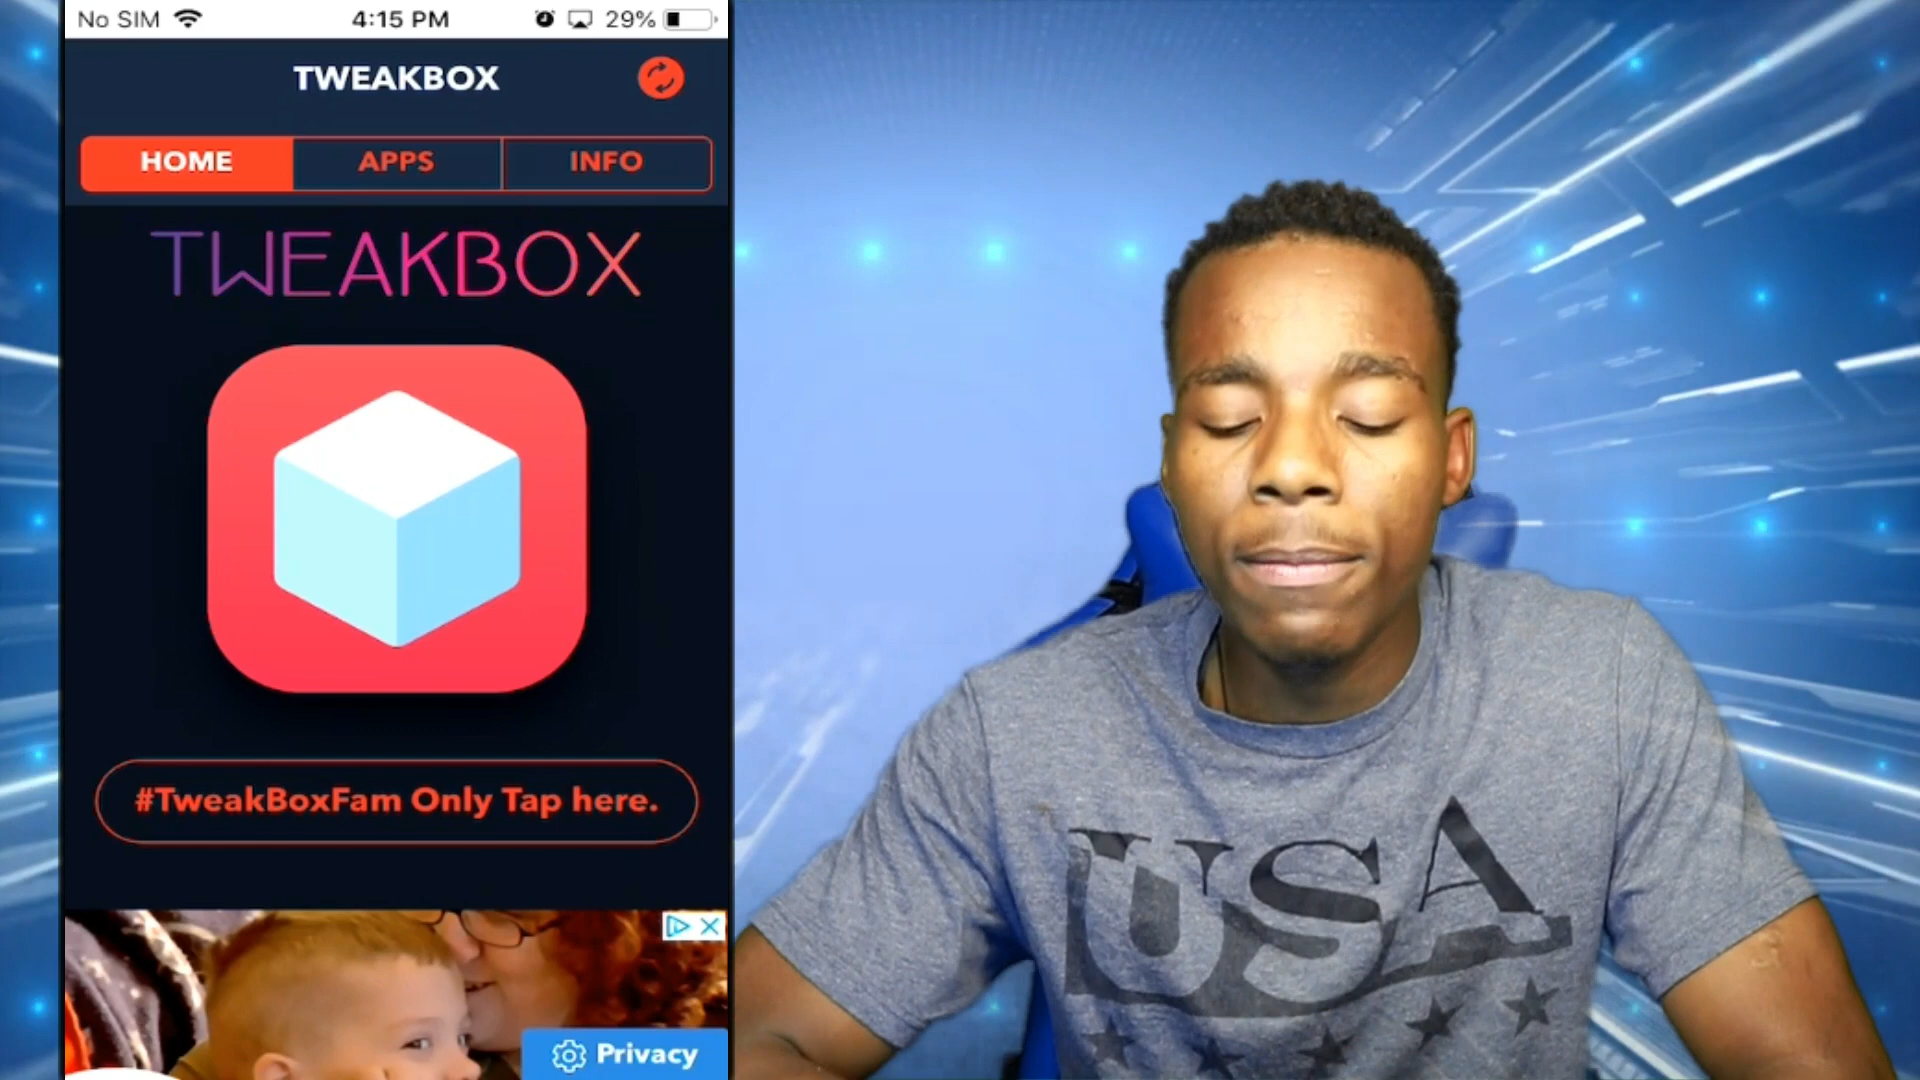 No SIM 4:15 PM 29%
TWEAKBOX
HOME APPS INFO
TWEAKBOX
#TweakBoxFam Only Tap here.
Privacy
USA